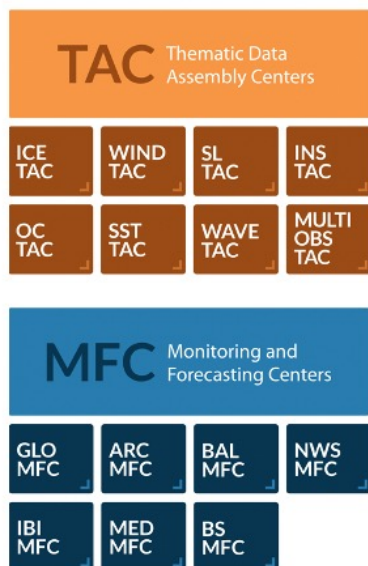 TAC Thematic Data
Assembly Centers
ICE
TAC
WIND
TAC
SL
TAC
INS
TAC
OC
TAC
SST
TAC
WAVE
TAC
MULTI
OBS
TAC
MFC Monitoring and
Forecasting Centers
GLO
MFC
ARC
MFC
BAL
MFC
NWS
MFC
IBI
MFC
MED
MFC
BS
MFC